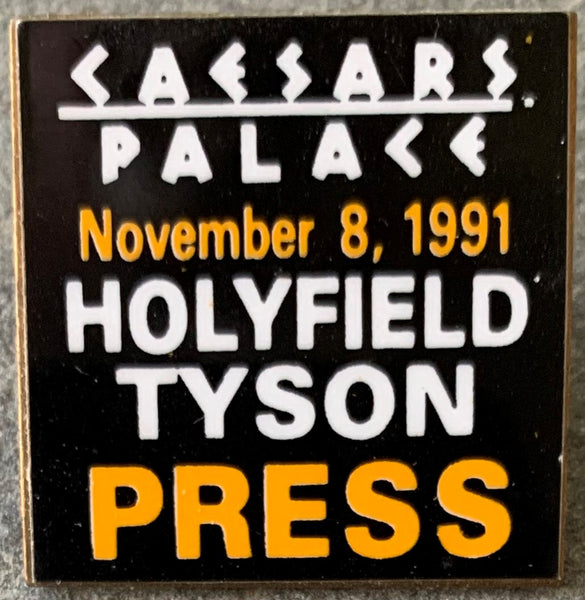 CAESARS
PALACE
November 8, 1991
HOLYFIELD
TYSON
PRESS